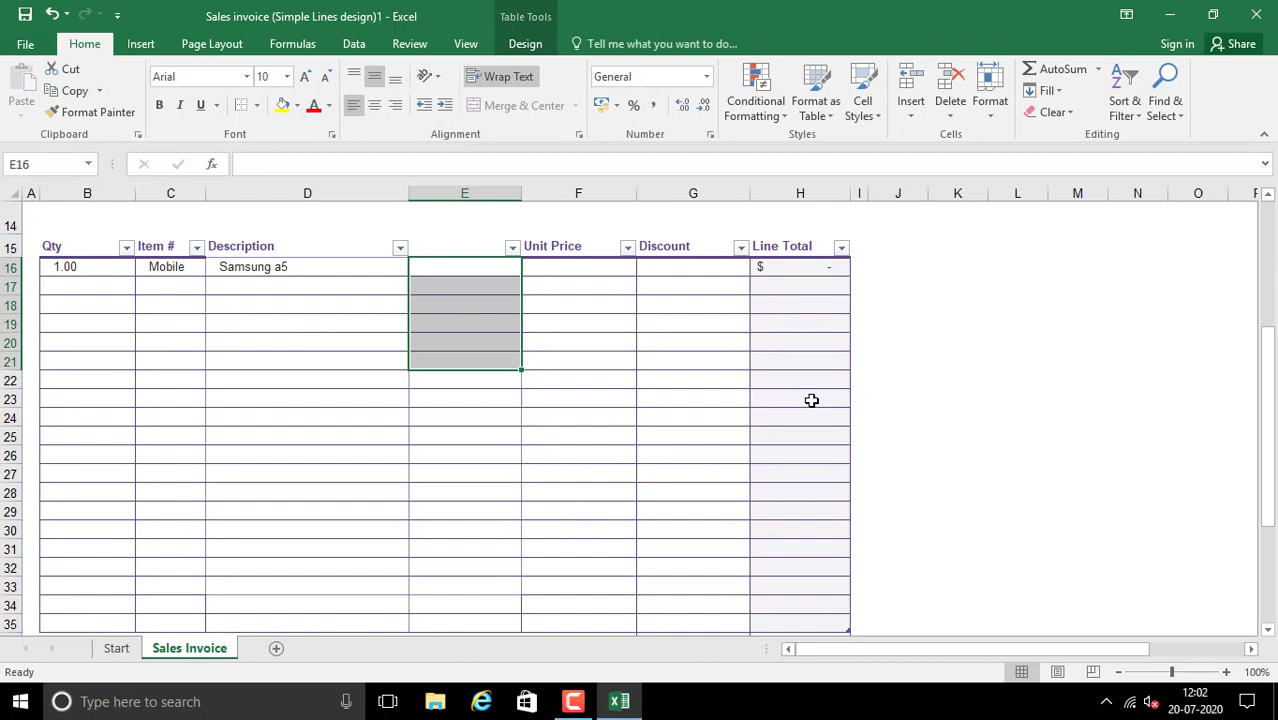 Sales invoice (Simple Lines design)1 - Excel
Table Tools
File
Home
Insert
Page Layout
Formulas
Data
Review
View
Design
Tell me what you want to do...
Sign in
Share
Paste
Cut
Copy
Format Painter
Clipboard
Arial
10
B I U
A
Font
Wrap Text
Merge & Center
Alignment
General
%
Number
Conditional Formatting
Format as Table
Cell Styles
Styles
Insert
Delete
Format
Cells
AutoSum
Fill
Clear
Sort & Filter
Find & Select
Editing
E16
fx
A B C D E F G H I J K L M N O
14
15 Qty Item # Description Unit Price Discount Line Total
16 1.00 Mobile Samsung a5 $ -
17
18
19
20
21
22
23
24
25
26
27
28
29
30
31
32
33
34
35
Start
Sales Invoice
Ready
100%
Type here to search
12:02
20-07-2020